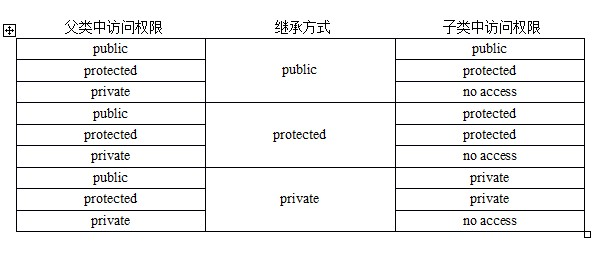 父类中访问权限 继承方式 子类中访问权限
public public
protected public protected
private no access
public protected
protected protected protected
private no access
public private
protected private private
private no access